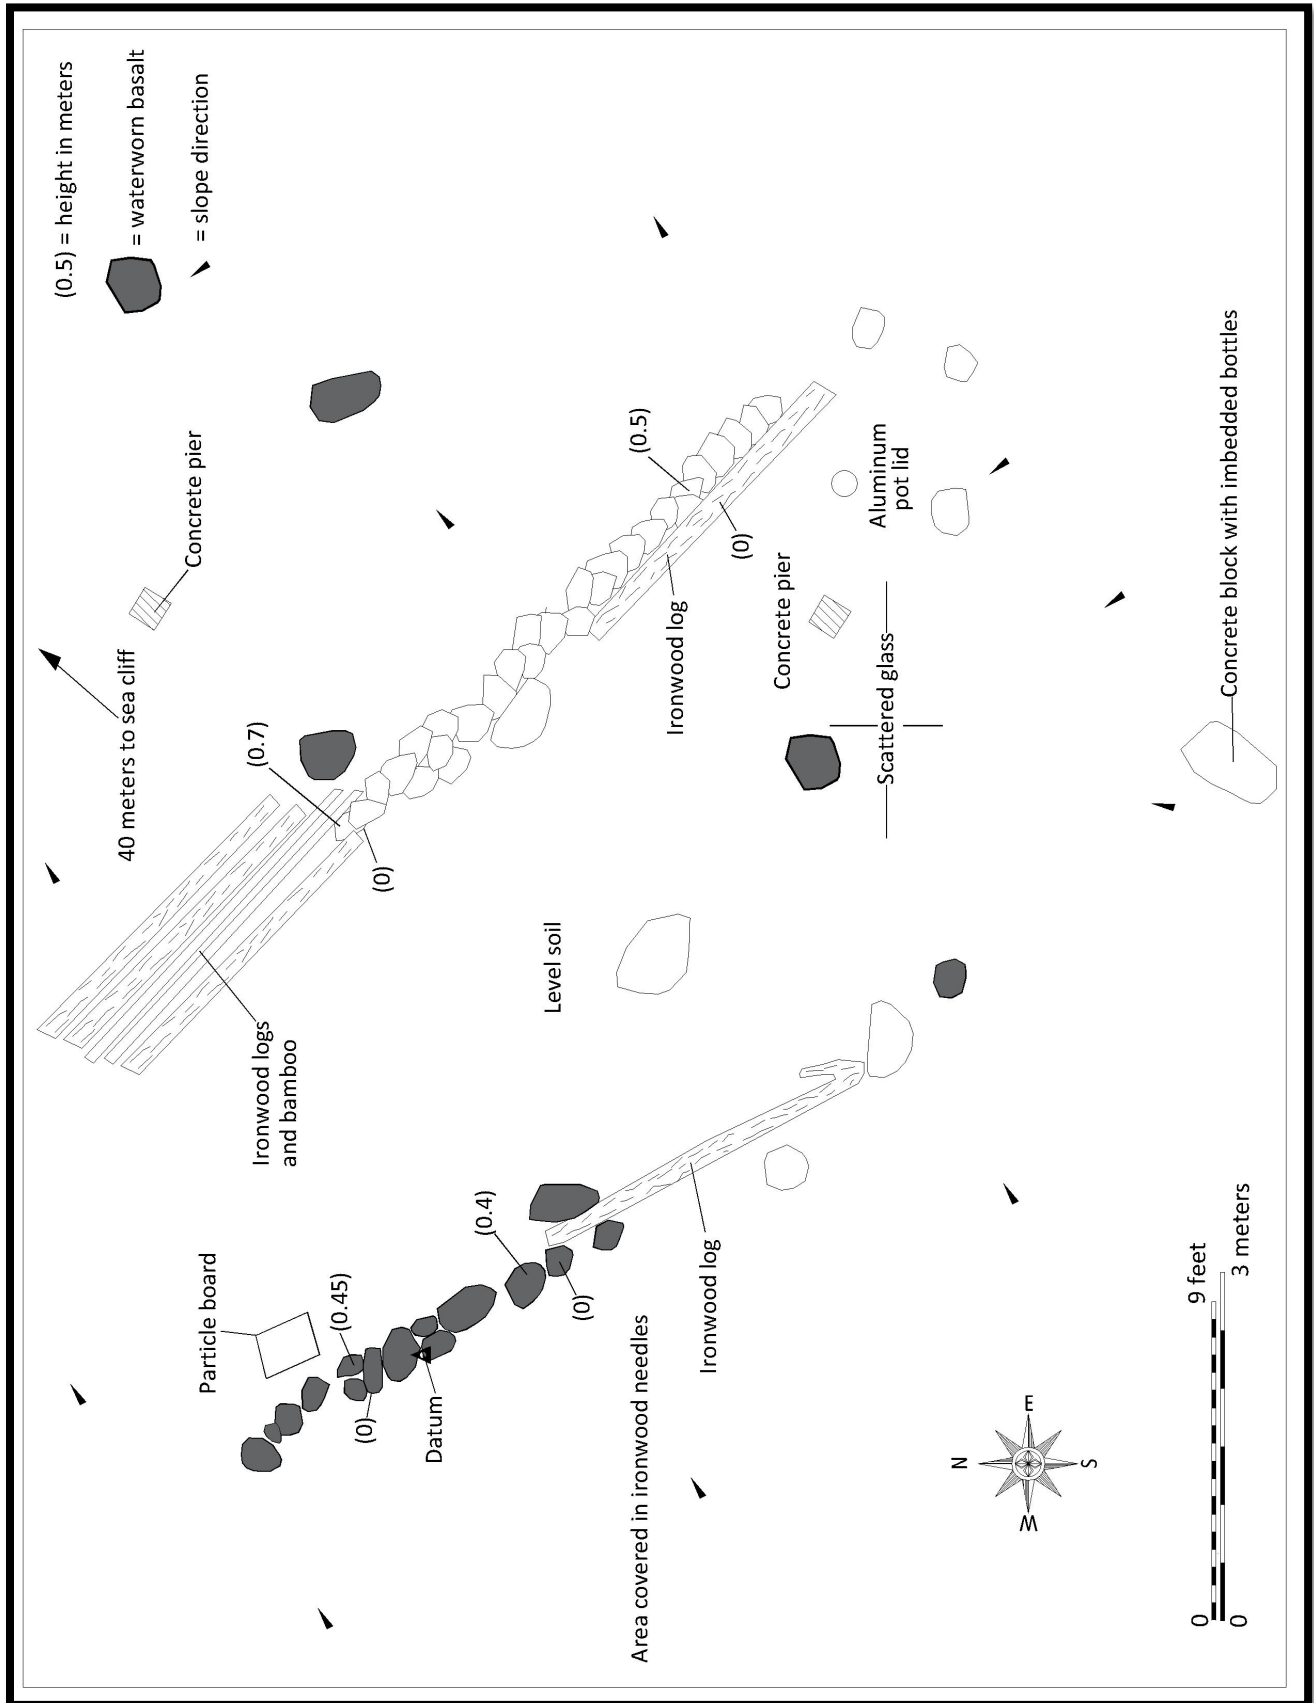 (0.5) = height in meters
= waterworn basalt
= slope direction
40 meters to sea cliff
Concrete pier
(0.7)
(0)
Ironwood logs
and bamboo
(0.5)
(0)
Ironwood log
Level soil
Particle board
(0.45)
(0)
Datum
(0.4)
(0)
Ironwood log
Area covered in ironwood needles
Concrete pier
Aluminum
pot lid
Scattered glass
Concrete block with imbedded bottles
N
E
S
W
0
9 feet
0
3 meters